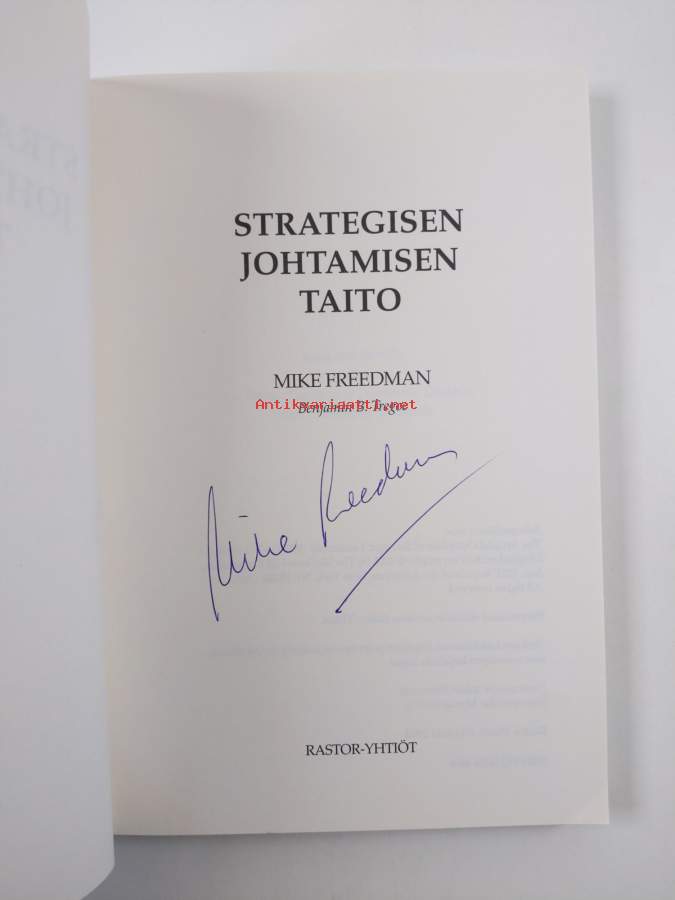 STRATEGISEN
JOHTAMISEN
TAITO
MIKE FREEDMAN
Benjamin B. Tregoe
Antikvariaatti.net
Mike Freedman
RASTOR-YHTIÖT